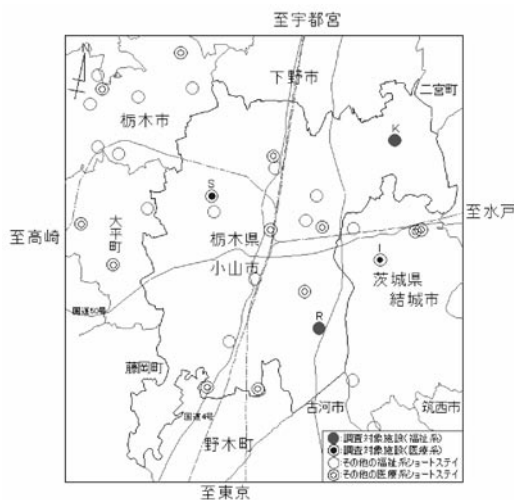 至宇都宮
N
下野市
二宮町
栃木市
K
S
至水戸
大平町
至高崎
栃木県
小山市
I
茨城県
結城市
国道50号
R
藤岡町
国道4号
古河市
筑西市
野木町
調査対象施設(福祉系)
調査対象施設(医療系)
その他の福祉系ショートステイ
その他の医療系ショートステイ
至東京